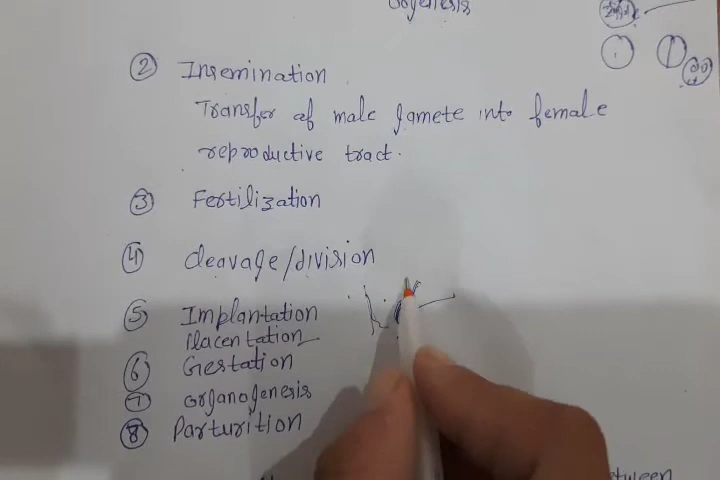 ② Insemination
Transfer of male gamete into female
reproductive tract.
③ Fertilization
④ cleavage/division
⑤ Implantation
placentation
⑥ Gestation
⑦ organogenesis
⑧ Parturition